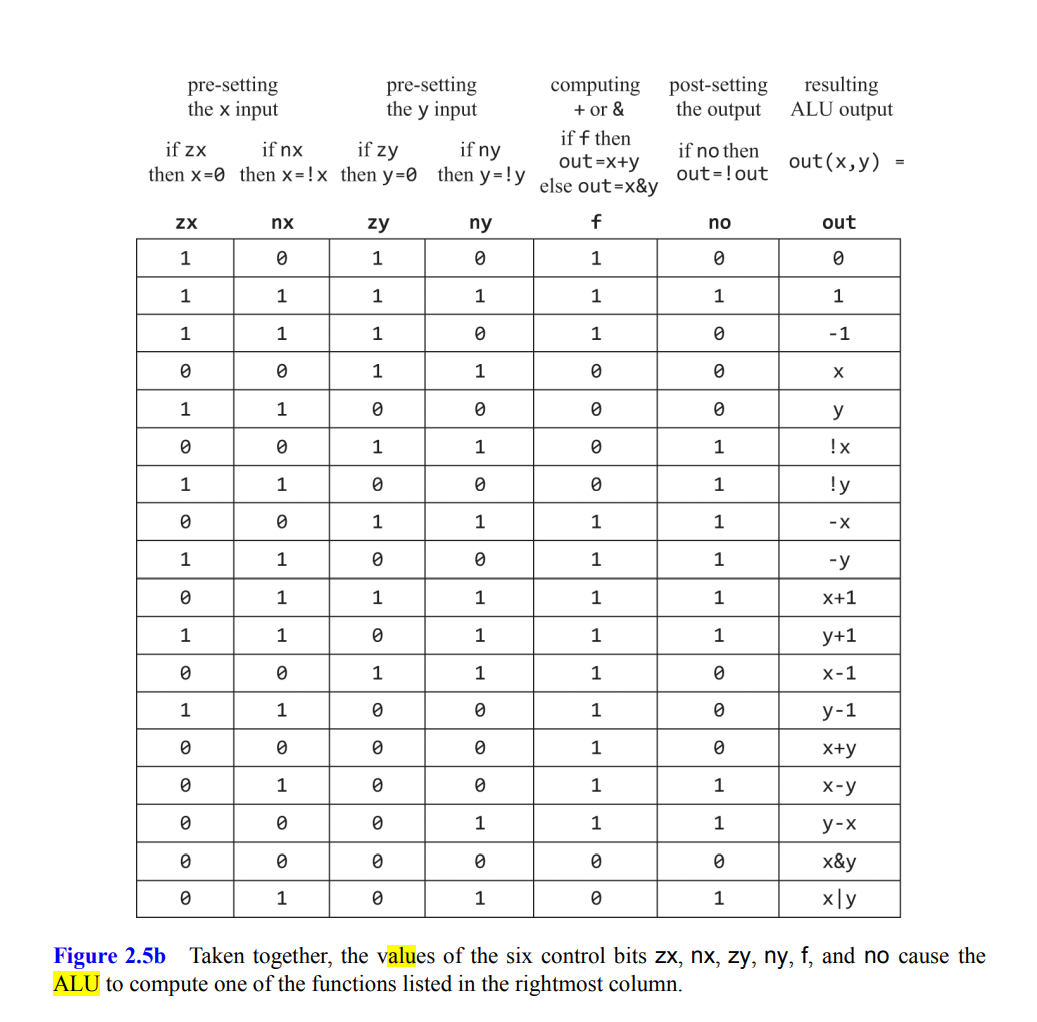 pre-setting the x input
pre-setting the y input
computing + or &
post-setting the output
resulting ALU output
if zx then x=0
if nx then x=!x
if zy then y=0
if ny then y=!y
if f then out=x+y else out=x&y
if no then out=!out
out(x,y) =
zx nx zy ny f no out
1 0 1 0 1 0 0
1 1 1 1 1 1 1
1 1 1 0 1 0 -1
0 0 1 1 0 0 x
1 1 0 0 0 0 y
0 0 1 1 0 1 !x
1 1 0 0 0 1 !y
0 0 1 1 1 1 -x
1 1 0 0 1 1 -y
0 1 1 1 1 1 x+1
1 1 0 1 1 1 y+1
0 0 1 1 1 0 x-1
1 1 0 0 1 0 y-1
0 0 0 0 1 0 x+y
0 1 0 0 1 1 x-y
0 0 0 1 1 1 y-x
0 0 0 0 0 0 x&y
0 1 0 1 0 1 x|y
Figure 2.5b Taken together, the values of the six control bits zx, nx, zy, ny, f, and no cause the
ALU to compute one of the functions listed in the rightmost column.